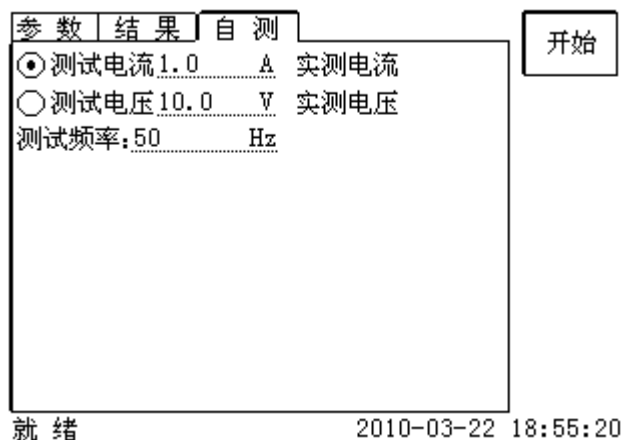 参 数 结 果 自 测
开始
测试电流1.0 A 实测电流
测试电压10.0 V 实测电压
测试频率:50 Hz
就 绪 2010-03-22 18:55:20